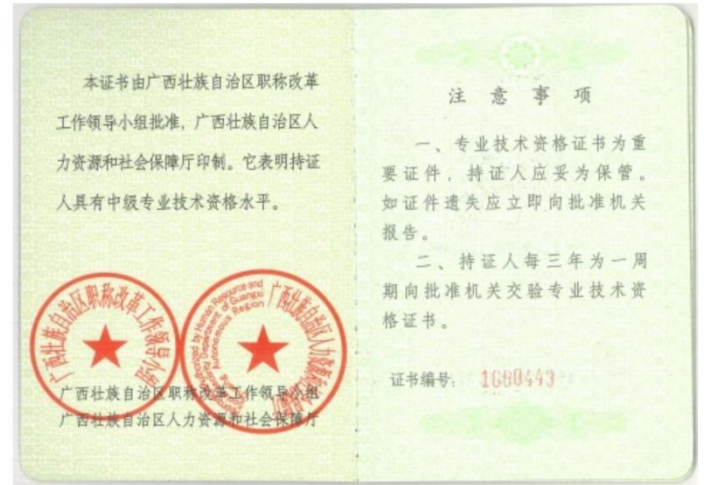 本证书由广西壮族自治区职称改革
工作领导小组批准，广西壮族自治区人
力资源和社会保障厅印制。它表明持证
人具有中级专业技术资格水平。
广西壮族自治区职称改革工作领导小组
Human Resource and
Department of Guangxi
Autonomous Region
广西壮族自治区人力资源
广西壮族自治区职称改革工作领导小组
广西壮族自治区人力资源和社会保障厅
注意事项
一、专业技术资格证书为重
要证件，持证人应妥为保管。
如证件遗失应立即向批准机关
报告。
二、持证人每三年为一周
期向批准机关交验专业技术资
格证书。
证书编号：1680443